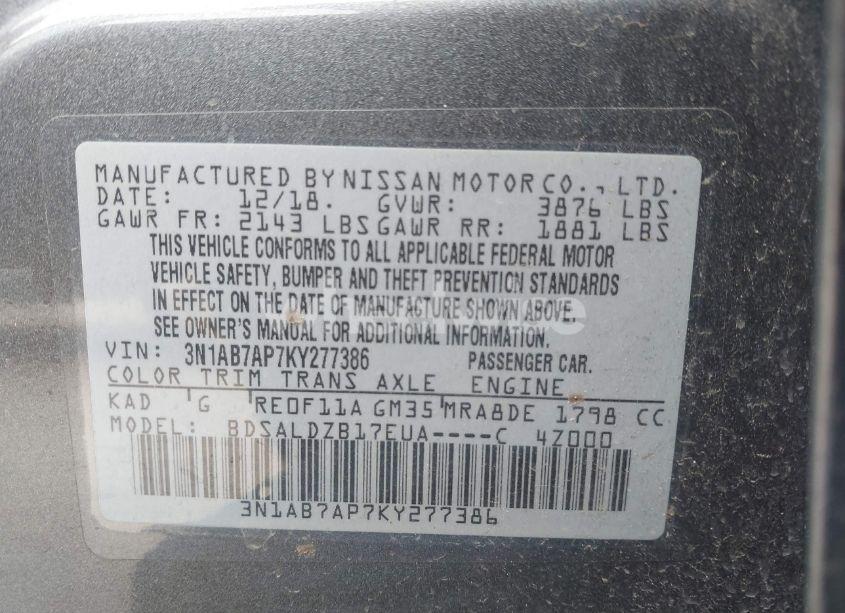 MANUFACTURED BY NISSAN MOTOR CO., LTD.
DATE: 12/18. GVWR: 3876 LBS
GAWR FR: 2143 LBS GAWR RR: 1881 LBS
THIS VEHICLE CONFORMS TO ALL APPLICABLE FEDERAL MOTOR
VEHICLE SAFETY, BUMPER AND THEFT PREVENTION STANDARDS
IN EFFECT ON THE DATE OF MANUFACTURE SHOWN ABOVE.
SEE OWNER'S MANUAL FOR ADDITIONAL INFORMATION.
VIN: 3N1AB7AP7KY277386 PASSENGER CAR.
COLOR TRIM TRANS AXLE ENGINE
KAD G RE0F11A GM35 MRA8DE 1798 CC
MODEL: BDSALDZB17EUA----C 4Z000
3N1AB7AP7KY277386